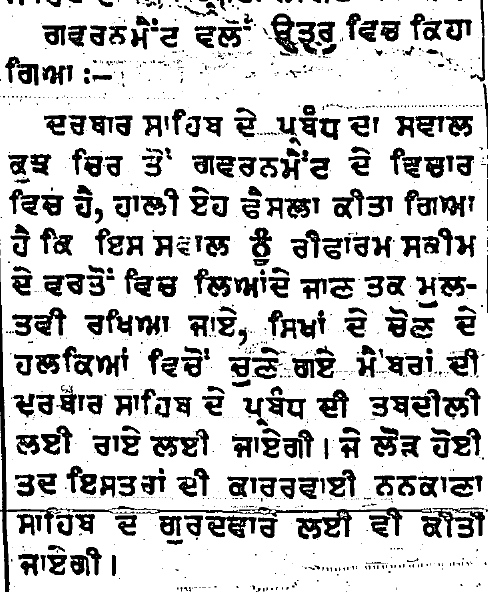 ਗਵਰਨਮੈਂਟ ਵਲੋਂ ਉੱਤ੍ਰ ਵਿਚ ਕਿਹਾ
ਗਿਆ :—
ਦਰਬਾਰ ਸਾਹਿਬ ਦੇ ਪ੍ਰਬੰਧ ਦਾ ਸਵਾਲ
ਕੁਝ ਚਿਰ ਤੋਂ ਗਵਰਨਮੈਂਟ ਦੇ ਵਿਚਾਰ
ਵਿਚ ਹੈ, ਹਾਲੀ ਏਹ ਫੈਸਲਾ ਕੀਤਾ ਗਿਆ
ਹੈ ਕਿ ਇਸ ਸਵਾਲ ਨੂੰ ਰੀਫਾਰਮ ਸਕੀਮ
ਦੇ ਵਰਤੋਂ ਵਿਚ ਲਿਆਂਦੇ ਜਾਣ ਤਕ ਮੁਲ-
ਤਵੀ ਰਖਿਆ ਜਾਏ, ਸਿਖਾਂ ਦੇ ਚੋਣ ਦੇ
ਹਲਕਿਆਂ ਵਿਚੋਂ ਚੁਣੇ ਗਏ ਮੈਂਬਰਾਂ ਦੀ
ਦਰਬਾਰ ਸਾਹਿਬ ਦੇ ਪ੍ਰਬੰਧ ਦੀ ਤਬਦੀਲੀ
ਲਈ ਰਾਏ ਲਈ ਜਾਏਗੀ। ਜੇ ਲੋੜ ਹੋਈ
ਤਦ ਇਸਤਰਾਂ ਦੀ ਕਾਰਰਵਾਈ ਨਨਕਾਣਾ
ਸਾਹਿਬ ਦੇ ਗੁਰਦਵਾਰੇ ਲਈ ਵੀ ਕੀਤੀ
ਜਾਏਗੀ।